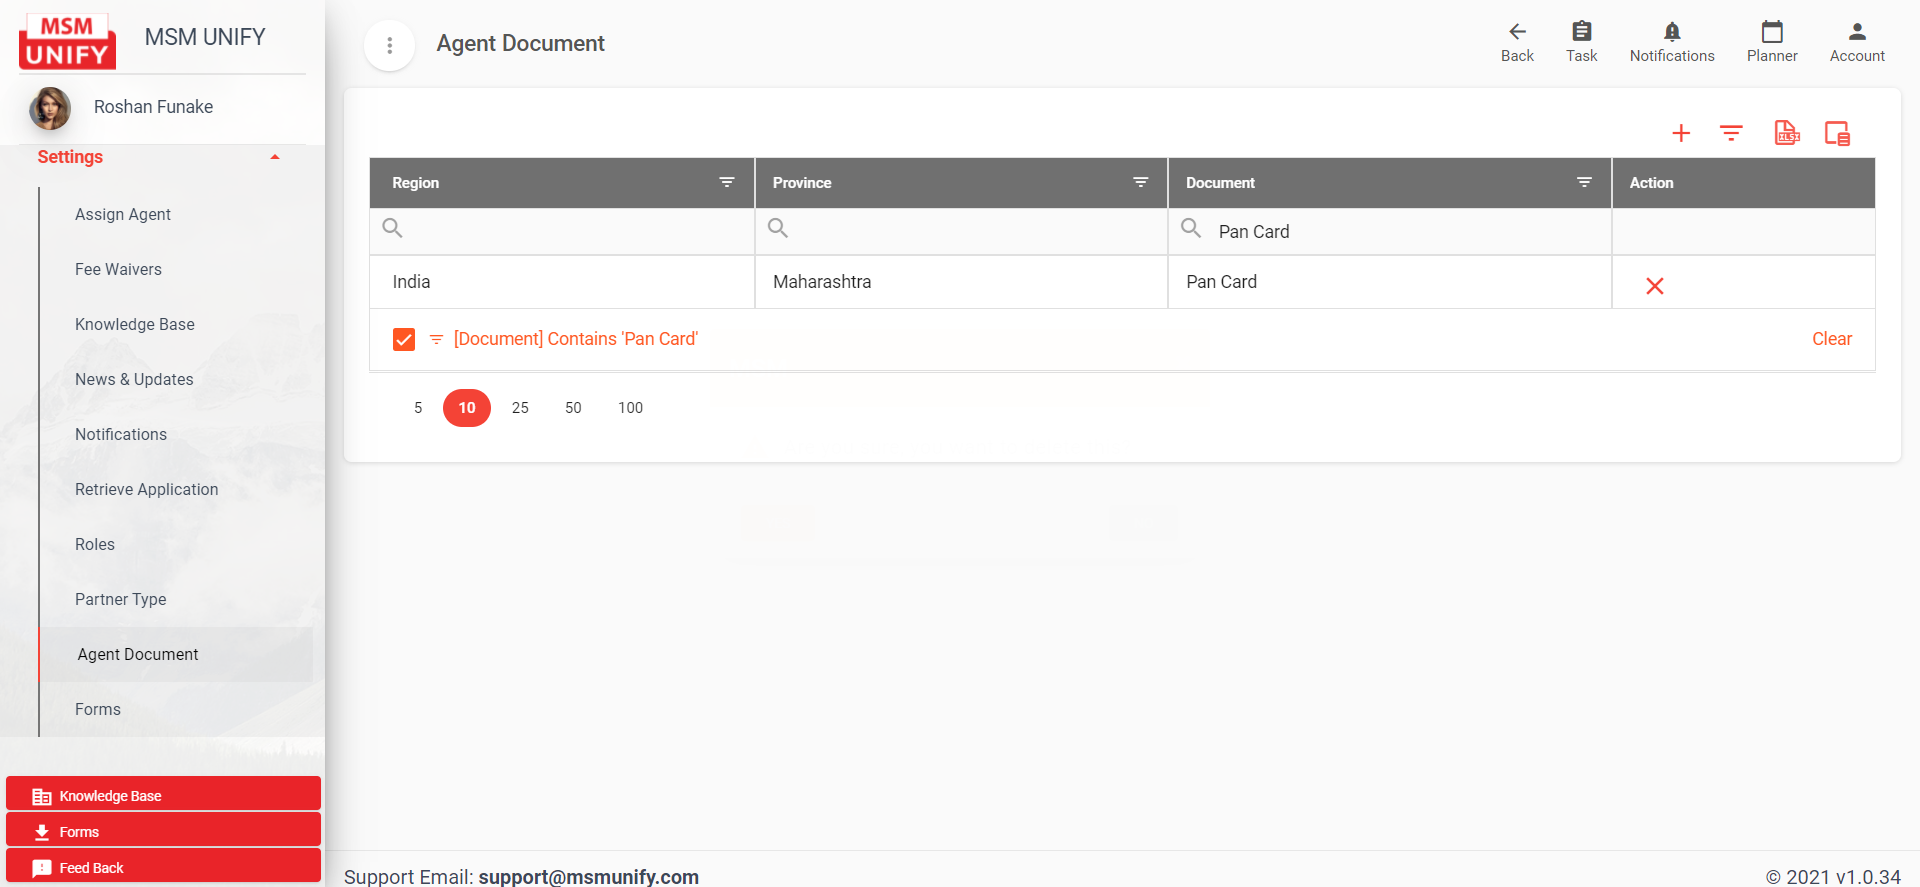 MSM
UNIFY
MSM UNIFY
Agent Document
Back
Task
Notifications
Planner
Account
Roshan Funake
Settings
Assign Agent
Fee Waivers
Knowledge Base
News & Updates
Notifications
Retrieve Application
Roles
Partner Type
Agent Document
Forms
Knowledge Base
Forms
Feed Back
XLSX
Region
Province
Document
Action
Pan Card
India
Maharashtra
Pan Card
[Document] Contains 'Pan Card'
Clear
5
10
25
50
100
Support Email: support@msmunify.com
© 2021 v1.0.34